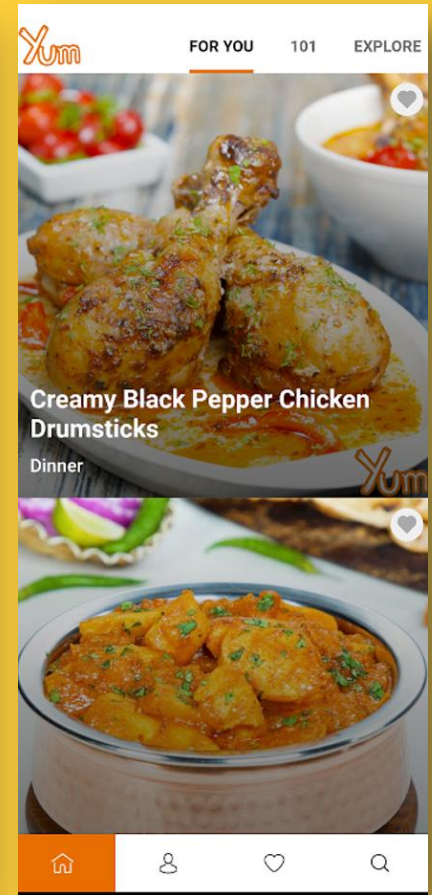 Yum
FOR YOU 101 EXPLORE
Creamy Black Pepper Chicken
Drumsticks
Dinner
Yum